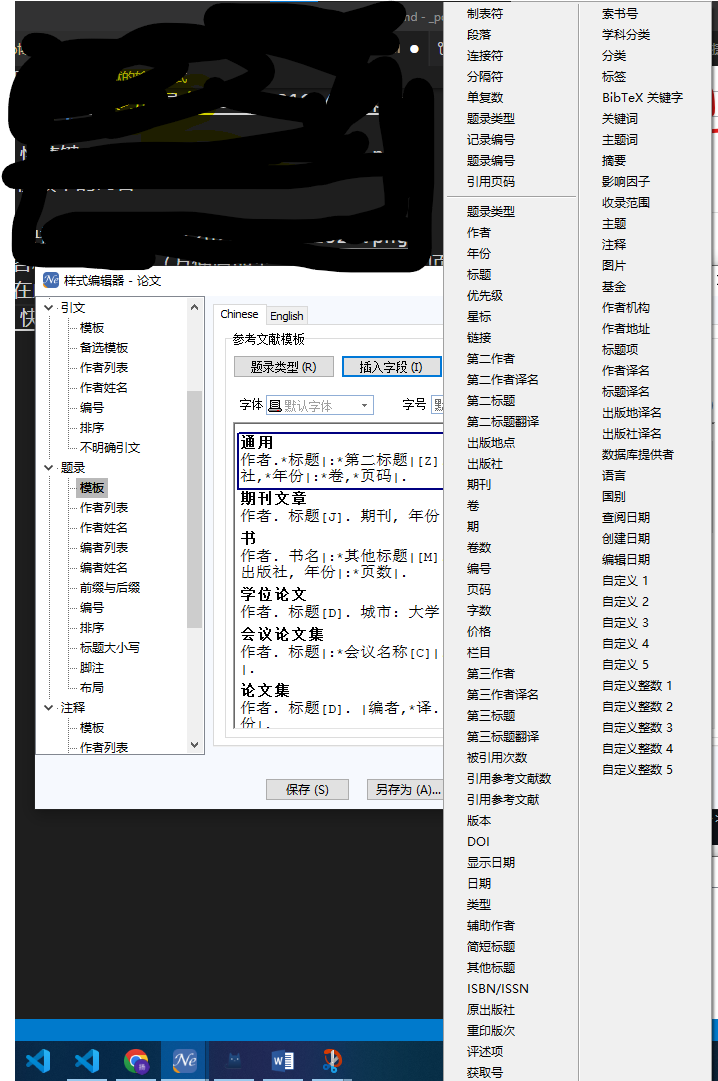 样式编辑器 - 论文
引文
模板
备选模板
作者列表
作者姓名
编号
排序
不明确引文
题录
模板
作者列表
作者姓名
编者列表
编者姓名
前缀与后缀
编号
排序
标题大小写
脚注
布局
注释
模板
作者列表
Chinese
English
参考文献模板
题录类型 (R)
插入字段 (I)
字体
默认字体
字号
通用
作者.*标题|:*第二标题|[Z]
社,*年份|:*卷,*页码|.
期刊文章
作者. 标题[J]. 期刊, 年份
书
作者. 书名|:*其他标题|[M]
出版社, 年份|:*页数|.
学位论文
作者. 标题[D]. 城市: 大学
会议论文集
作者. 标题|:*会议名称[C]|
|.
论文集
作者. 标题[D]. |编者,*译.
份|.
保存 (S)
另存为 (A)...
制表符
段落
连接符
分隔符
单复数
题录类型
记录编号
题录编号
引用页码
题录类型
作者
年份
标题
优先级
星标
链接
第二作者
第二作者译名
第二标题
第二标题翻译
出版地点
出版社
期刊
卷
期
卷数
编号
页码
字数
价格
栏目
第三作者
第三作者译名
第三标题
第三标题翻译
被引用次数
引用参考文献数
引用参考文献
版本
DOI
显示日期
日期
类型
辅助作者
简短标题
其他标题
ISBN/ISSN
原出版社
重印版次
评述项
获取号
索书号
学科分类
分类
标签
BibTeX 关键字
关键词
主题词
摘要
影响因子
收录范围
主题
注释
图片
基金
作者机构
作者地址
标题项
作者译名
标题译名
出版地译名
出版社译名
数据库提供者
语言
国别
查阅日期
创建日期
编辑日期
自定义 1
自定义 2
自定义 3
自定义 4
自定义 5
自定义整数 1
自定义整数 2
自定义整数 3
自定义整数 4
自定义整数 5